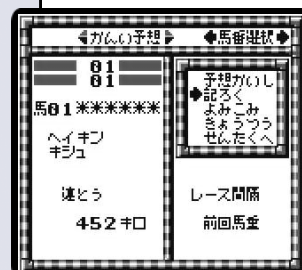 ◀かんい予想▶
◆馬番選択◆
01
01
馬01******
ヘイキン
キシュ
連とう
452キロ
予想かいし
◆記ろく
よみこみ
きょうつう
せんたくへ
レース間隔
前回馬重